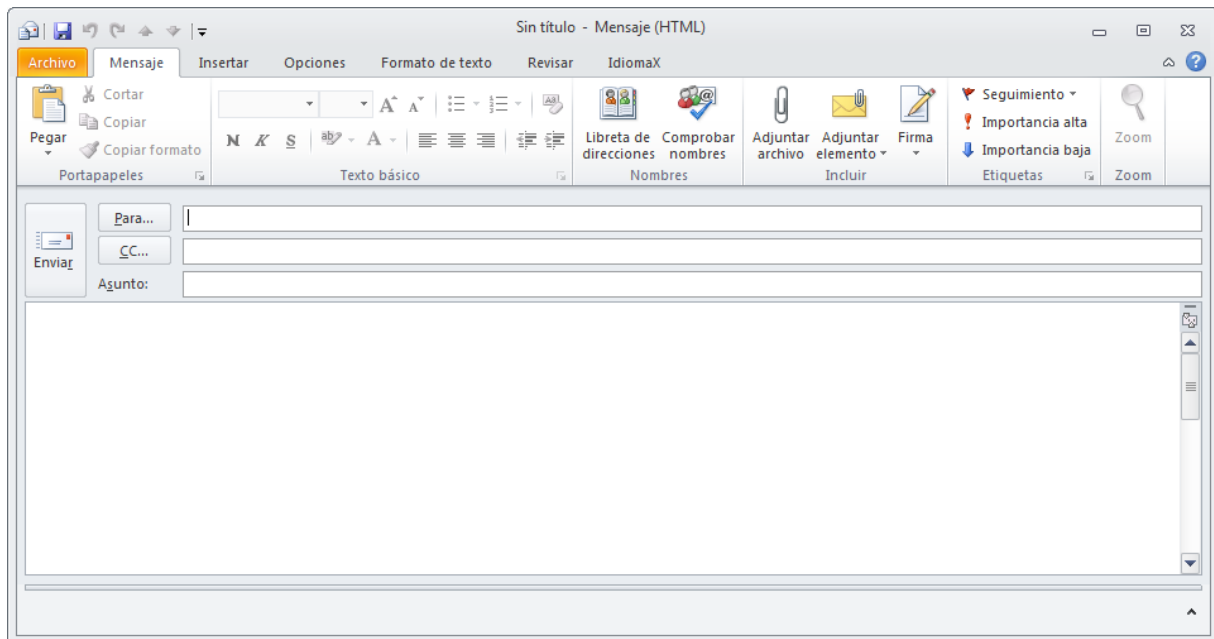 Sin título - Mensaje (HTML)
Archivo Mensaje Insertar Opciones Formato de texto Revisar IdiomaX
Pegar
Cortar
Copiar
Copiar formato
Portapapeles
N K S
Texto básico
Libreta de direcciones
Comprobar nombres
Nombres
Adjuntar archivo
Adjuntar elemento
Firma
Incluir
Seguimiento
Importancia alta
Importancia baja
Etiquetas
Zoom
Zoom
Enviar
Para...
CC...
Asunto: